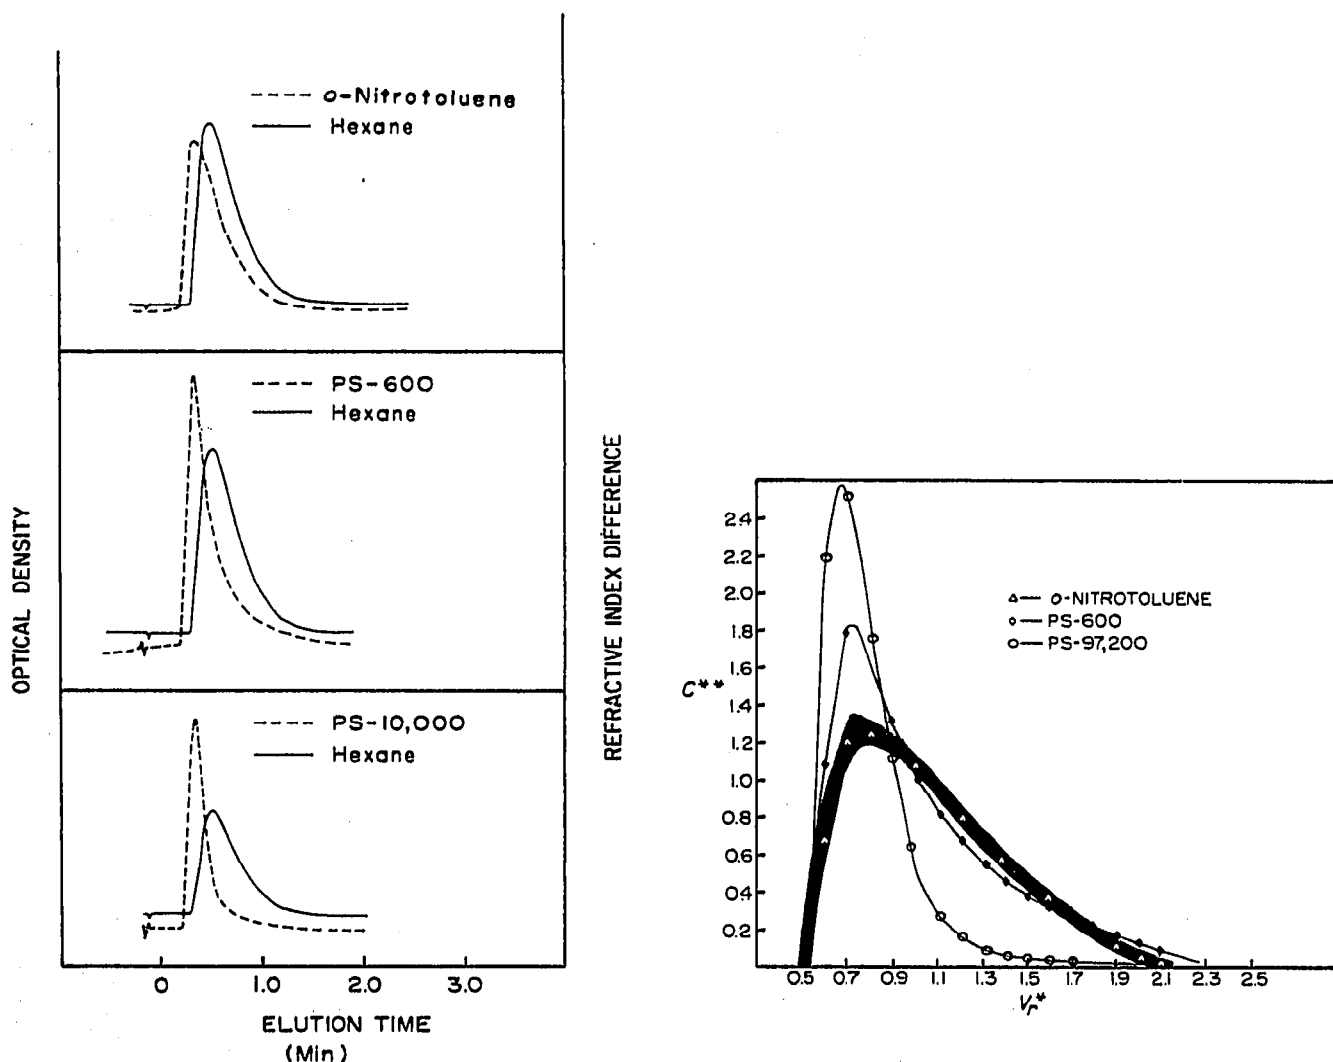 o-Nitrotoluene
Hexane
PS-600
Hexane
PS-10,000
Hexane
OPTICAL DENSITY
REFRACTIVE INDEX DIFFERENCE
0 1.0 2.0 3.0
ELUTION TIME
(Min)
2.4
2.2
2.0
1.8
1.6
1.4
1.2
1.0
0.8
0.6
0.4
0.2
C**
o-NITROTOLUENE
PS-600
PS-97,200
0.5 0.7 0.9 1.1 1.3 1.5 1.7 1.9 2.1 2.3 2.5
Vr*